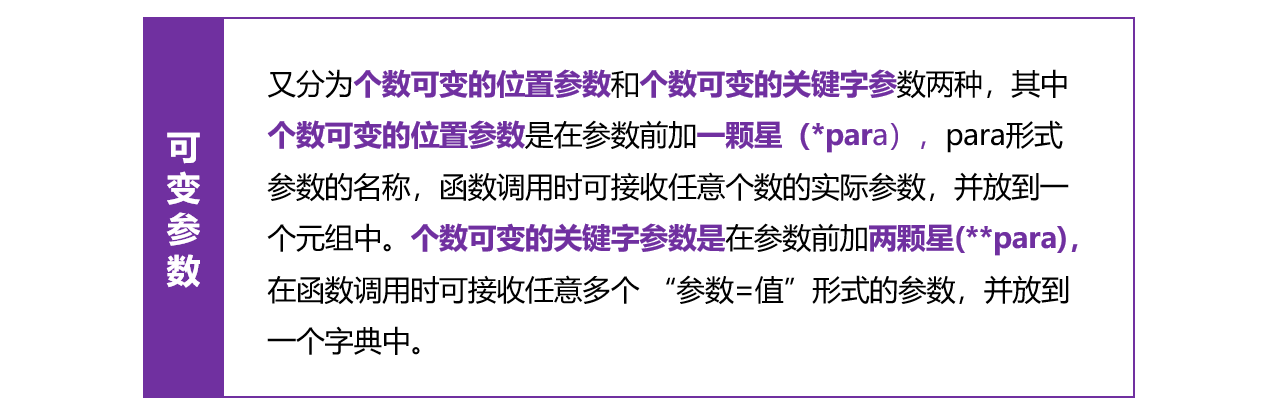 可变参数
又分为个数可变的位置参数和个数可变的关键字参数两种，其中
个数可变的位置参数是在参数前加一颗星（*para），para形式
参数的名称，函数调用时可接收任意个数的实际参数，并放到一
个元组中。个数可变的关键字参数是在参数前加两颗星(**para)，
在函数调用时可接收任意多个 “参数=值”形式的参数，并放到
一个字典中。